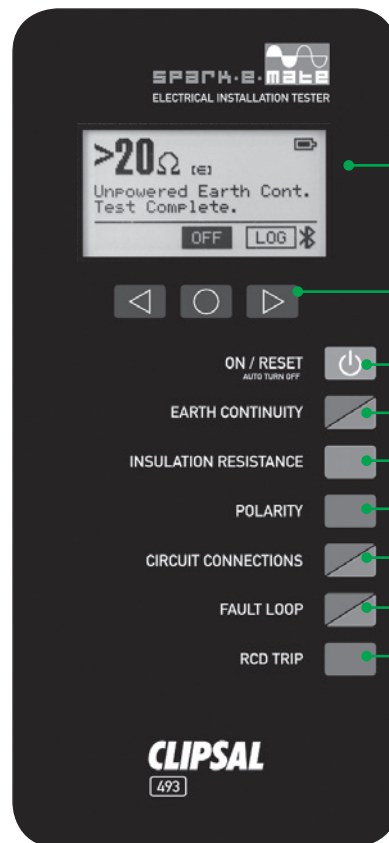 SPARK·E·MATE
ELECTRICAL INSTALLATION TESTER
>20Ω [E]
Unpowered Earth Cont.
Test Complete.
OFF LOG
ON / RESET
AUTO TURN OFF
EARTH CONTINUITY
INSULATION RESISTANCE
POLARITY
CIRCUIT CONNECTIONS
FAULT LOOP
RCD TRIP
CLIPSAL
493